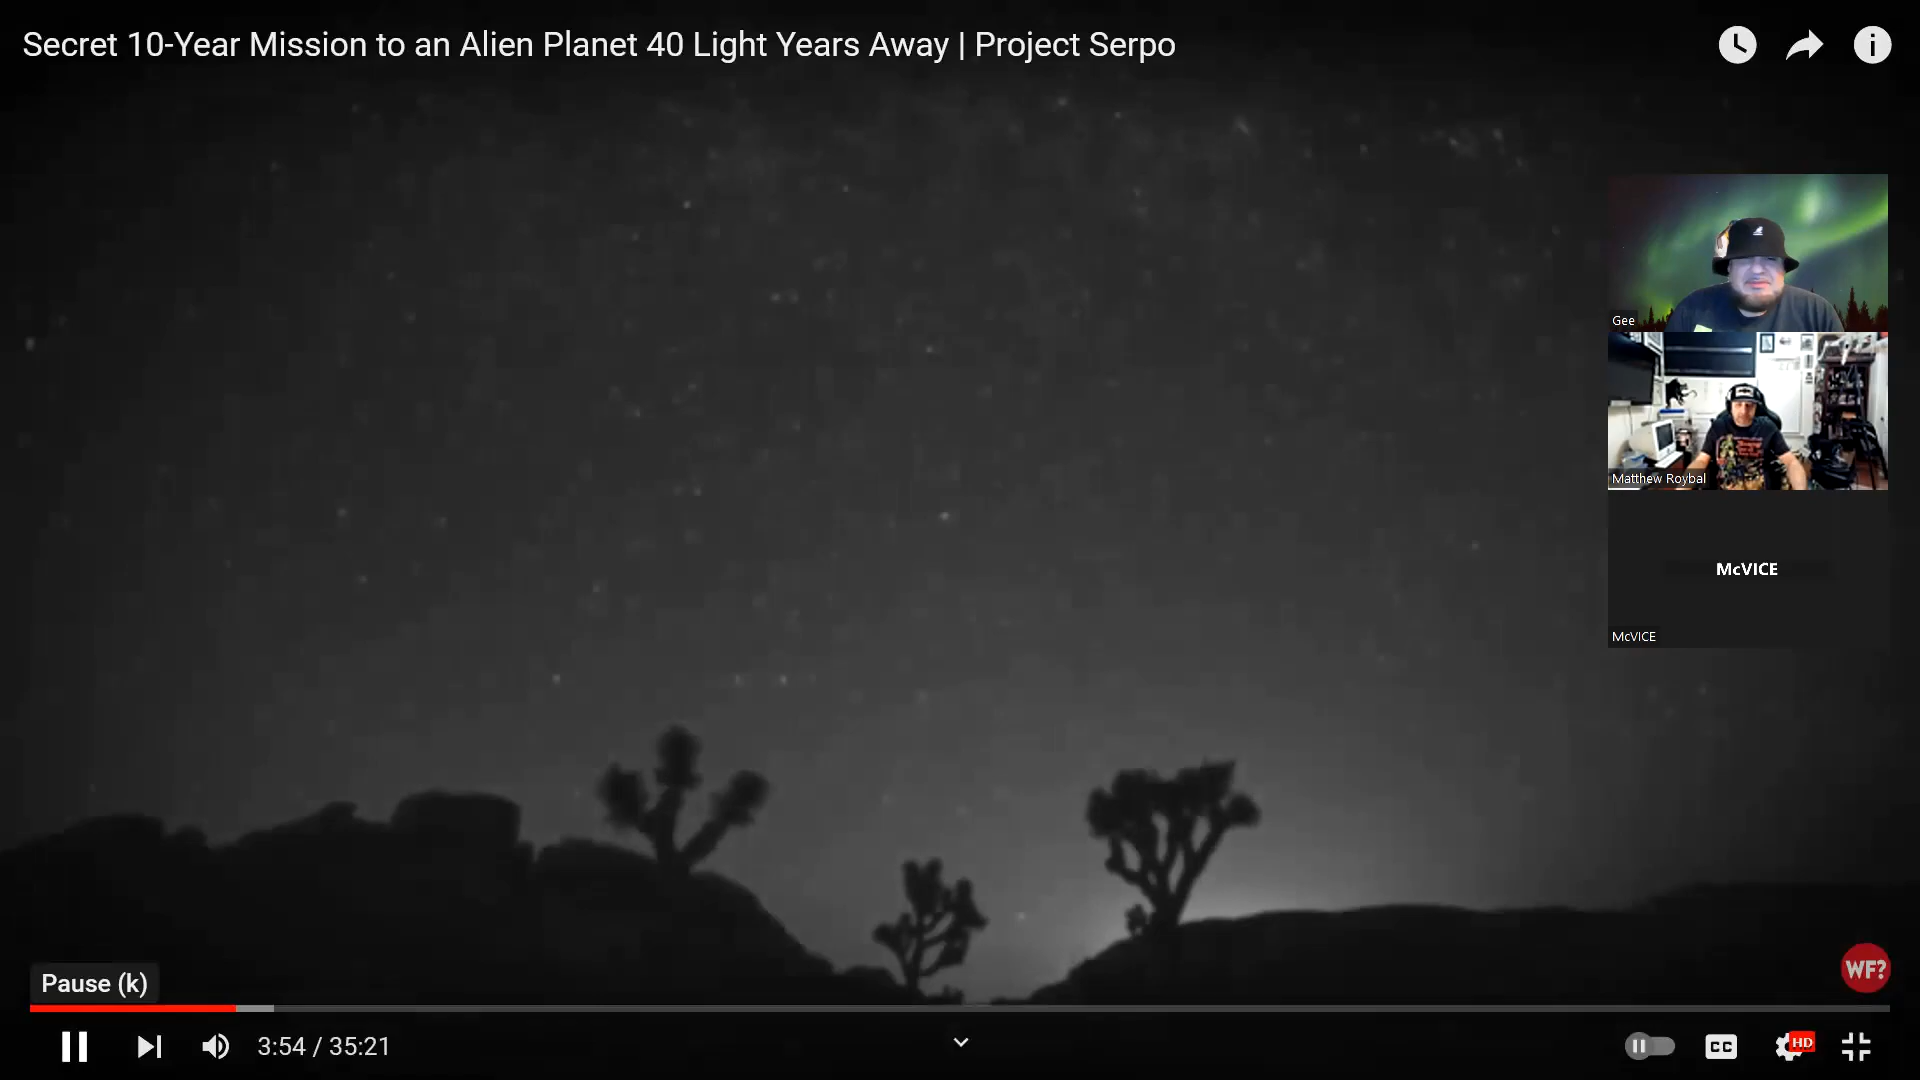 Secret 10-Year Mission to an Alien Planet 40 Light Years Away | Project Serpo
Gee
Matthew Roybal
McVICE
McVICE
WF?
Pause (k)
3:54 / 35:21
CC
HD